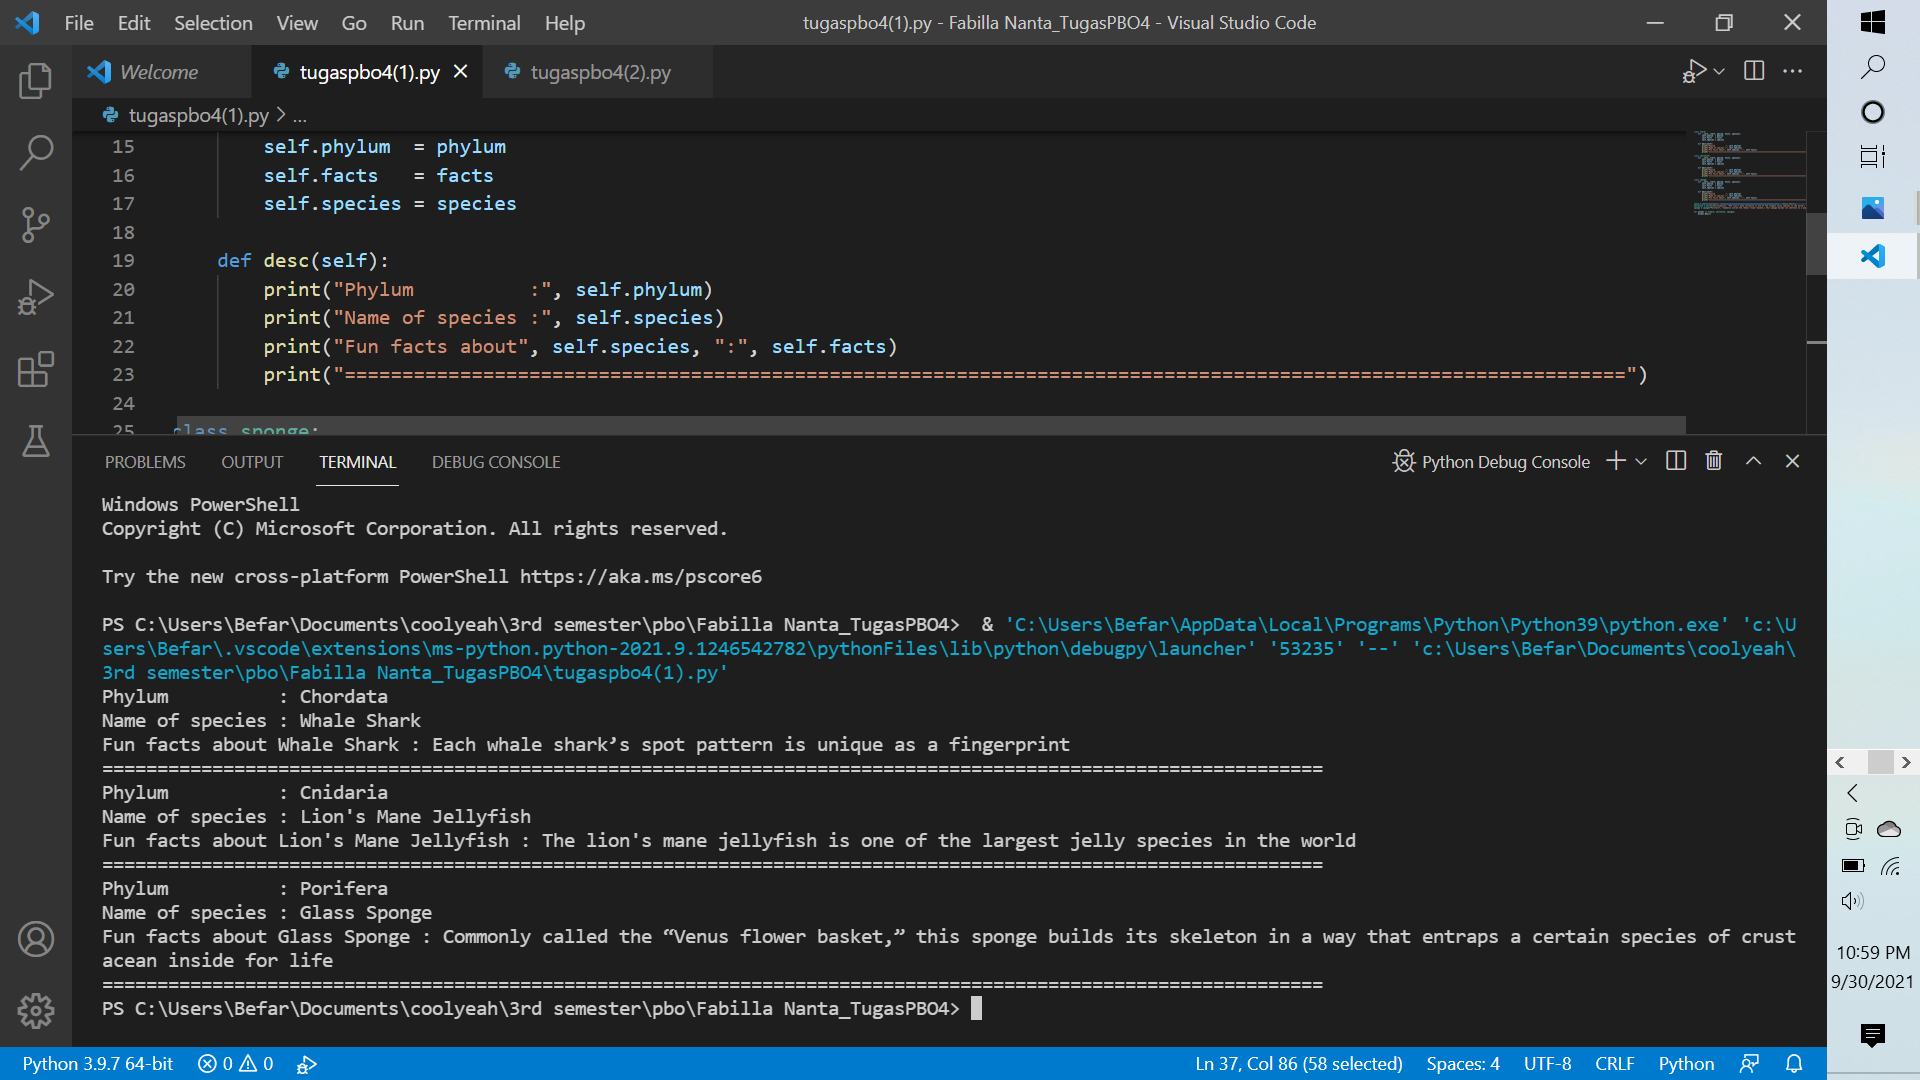 File Edit Selection View Go Run Terminal Help tugaspbo4(1).py - Fabilla Nanta_TugasPBO4 - Visual Studio Code
Welcome tugaspbo4(1).py tugaspbo4(2).py
tugaspbo4(1).py > ...
15 self.phylum  = phylum
16 self.facts   = facts
17 self.species = species
18
19 def desc(self):
20 print("Phylum          :", self.phylum)
21 print("Name of species :", self.species)
22 print("Fun facts about", self.species, ":", self.facts)
23 print("===============================================================================================================")
24
25 class sponge:
PROBLEMS OUTPUT TERMINAL DEBUG CONSOLE Python Debug Console
Windows PowerShell
Copyright (C) Microsoft Corporation. All rights reserved.
Try the new cross-platform PowerShell https://aka.ms/pscore6
PS C:\Users\Befar\Documents\coolyeah\3rd semester\pbo\Fabilla Nanta_TugasPBO4>  & 'C:\Users\Befar\AppData\Local\Programs\Python\Python39\python.exe' 'c:\U
sers\Befar\.vscode\extensions\ms-python.python-2021.9.1246542782\pythonFiles\lib\python\debugpy\launcher' '53235' '--' 'c:\Users\Befar\Documents\coolyeah\
3rd semester\pbo\Fabilla Nanta_TugasPBO4\tugaspbo4(1).py'
Phylum          : Chordata
Name of species : Whale Shark
Fun facts about Whale Shark : Each whale shark’s spot pattern is unique as a fingerprint
===============================================================================================================
Phylum          : Cnidaria
Name of species : Lion's Mane Jellyfish
Fun facts about Lion's Mane Jellyfish : The lion's mane jellyfish is one of the largest jelly species in the world
===============================================================================================================
Phylum          : Porifera
Name of species : Glass Sponge
Fun facts about Glass Sponge : Commonly called the “Venus flower basket,” this sponge builds its skeleton in a way that entraps a certain species of crust
acean inside for life
===============================================================================================================
PS C:\Users\Befar\Documents\coolyeah\3rd semester\pbo\Fabilla Nanta_TugasPBO4>
10:59 PM
9/30/2021
Python 3.9.7 64-bit 0 0 Ln 37, Col 86 (58 selected) Spaces: 4 UTF-8 CRLF Python